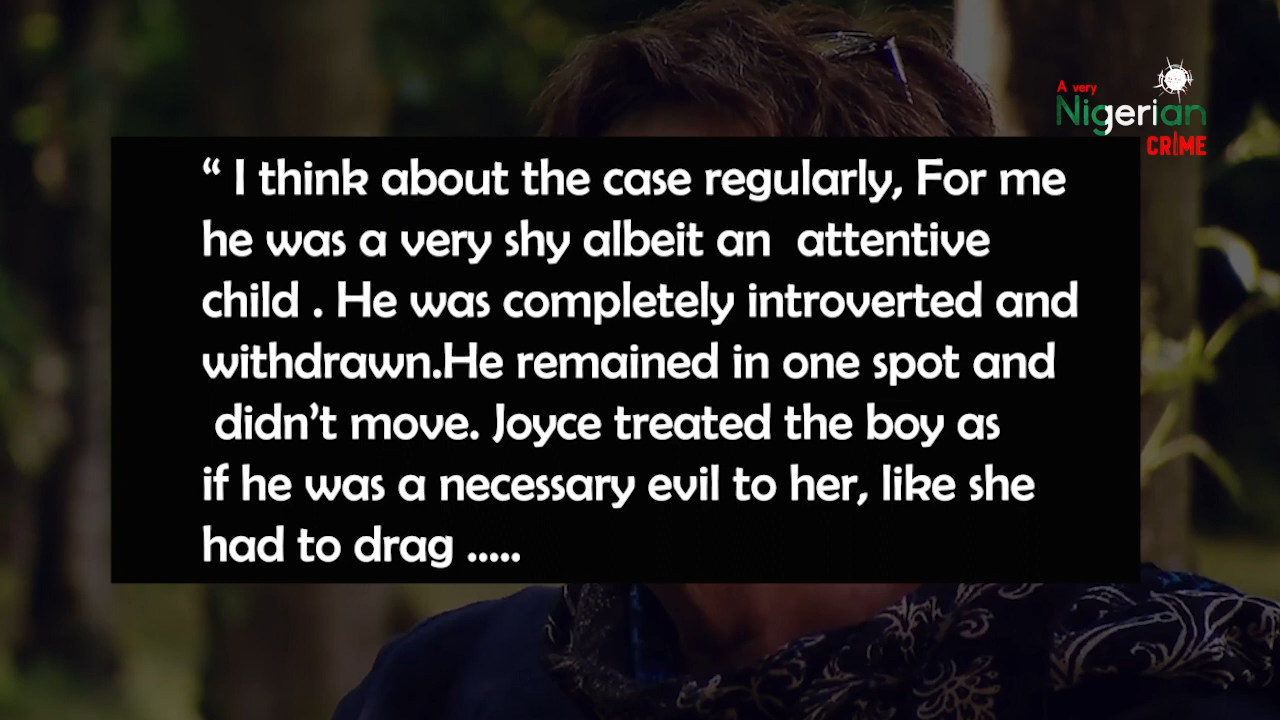 A very
Nigerian
CRIME
“ I think about the case regularly, For me
he was a very shy albeit an  attentive
child . He was completely introverted and
withdrawn.He remained in one spot and
didn’t move. Joyce treated the boy as
if he was a necessary evil to her, like she
had to drag .....